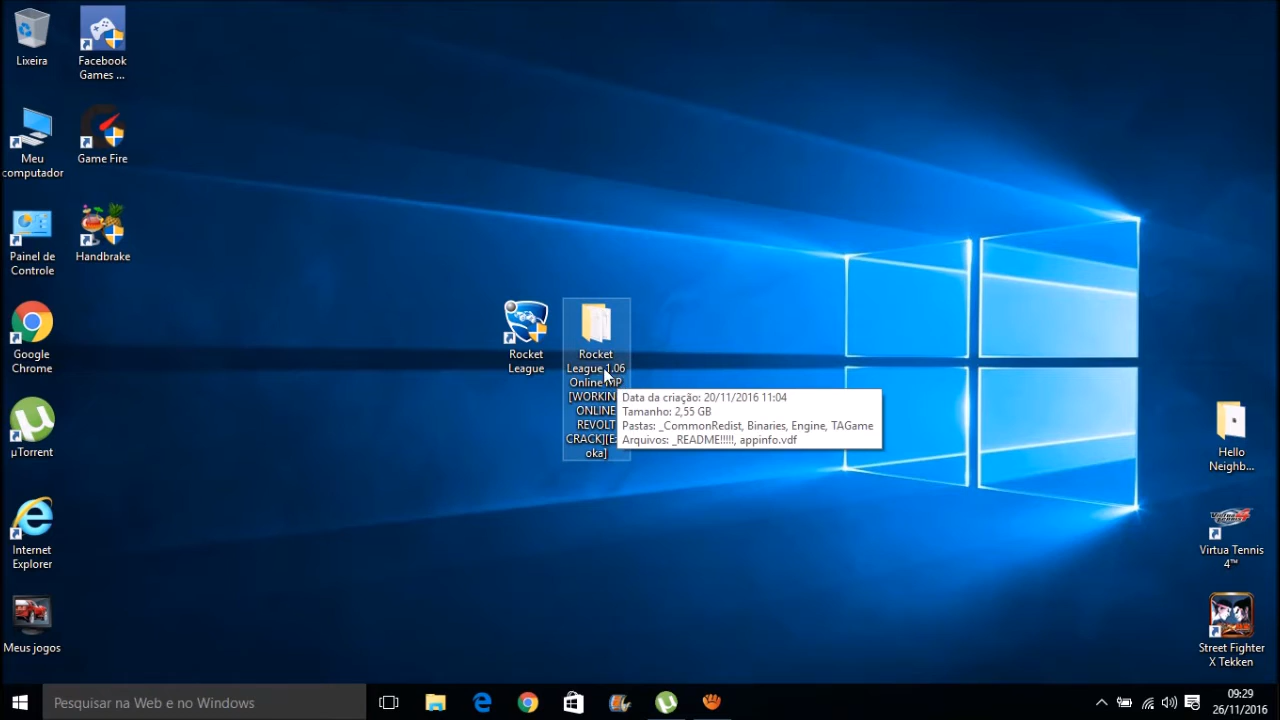 Lixeira
Facebook
Games ...
Meu
computador
Game Fire
Painel de
Controle
Handbrake
Google
Chrome
Rocket
League
Rocket
League 1.06
Online MP
[WORKIN
ONLINE
REVOLT
CRACK][E
oka]
Data da criação: 20/11/2016 11:04
Tamanho: 2,55 GB
Pastas: _CommonRedist, Binaries, Engine, TAGame
Arquivos: _README!!!!!, appinfo.vdf
µTorrent
Hello
Neighb...
Internet
Explorer
Virtua Tennis
4™
Meus jogos
Street Fighter
X Tekken
Pesquisar na Web e no Windows
09:29
26/11/2016